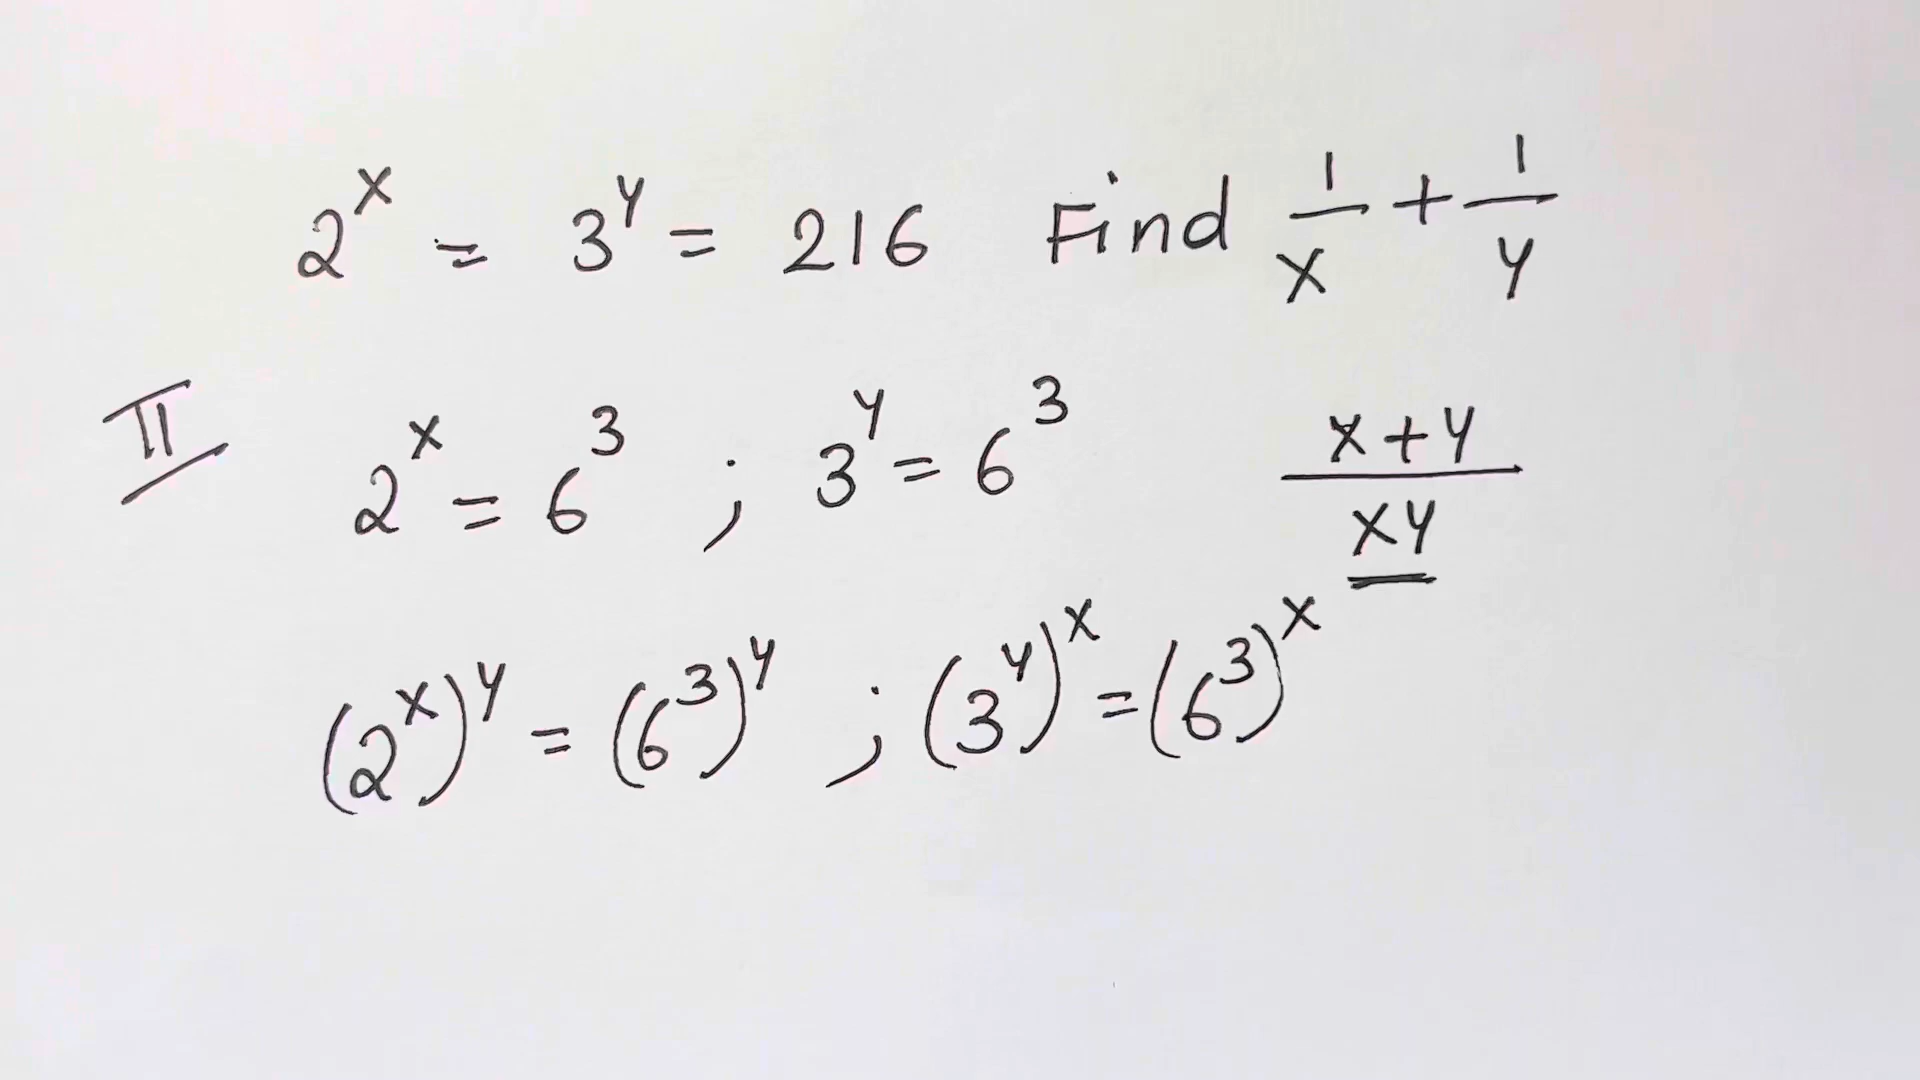 2^x = 3^y = 216 Find 1/x + 1/y
II 2^x = 6^3 ; 3^y = 6^3 (x+y)/(xy)
(2^x)^y = (6^3)^y ; (3^y)^x = (6^3)^x